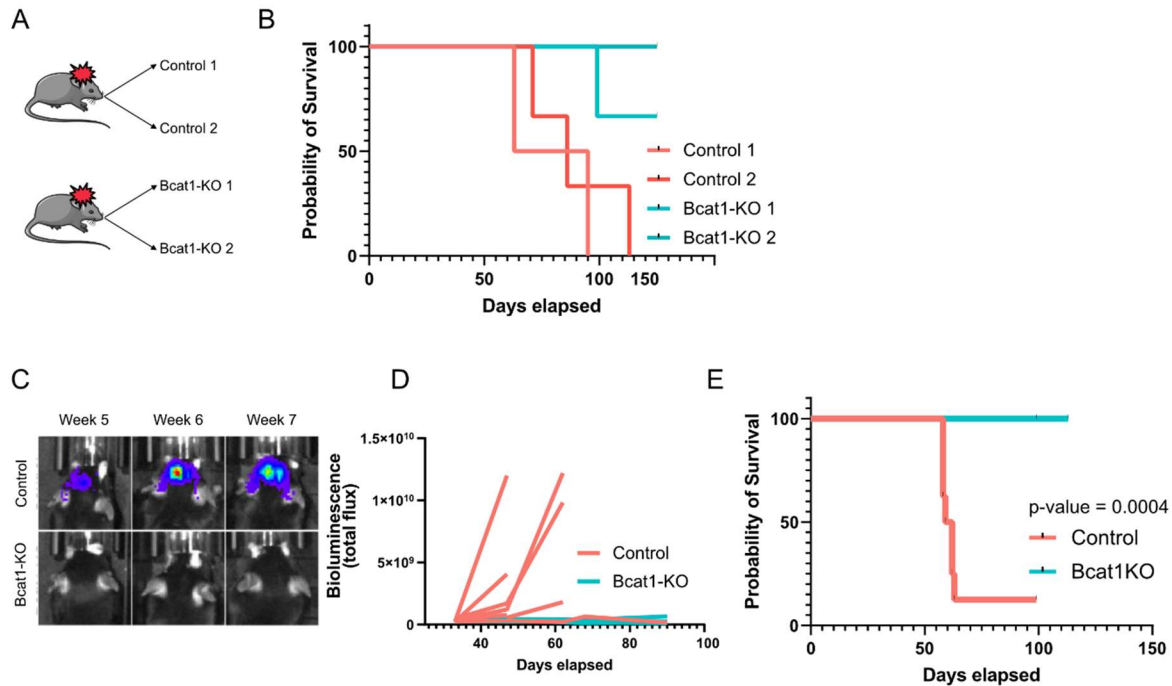 A
Control 1
Control 2
Bcat1-KO 1
Bcat1-KO 2
B
Probability of Survival
100
50
0
0
50
100
150
Days elapsed
Control 1
Control 2
Bcat1-KO 1
Bcat1-KO 2
C
Week 5
Week 6
Week 7
Control
Bcat1-KO
D
Bioluminescence
(total flux)
1.5×10¹⁰
1×10¹⁰
5×10⁹
0
40
60
80
100
Days elapsed
Control
Bcat1-KO
E
Probability of Survival
100
50
0
0
50
100
150
Days elapsed
p-value = 0.0004
Control
Bcat1KO